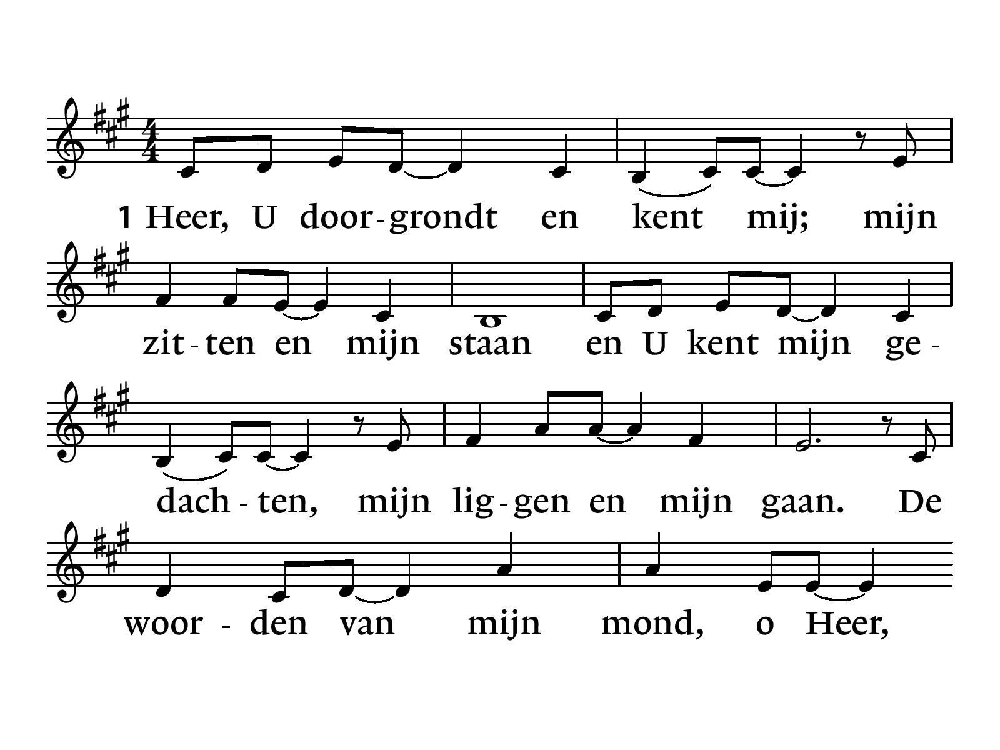 1 Heer, U door-grondt en kent mij; mijn
zit-ten en mijn staan en U kent mijn ge-
dach-ten, mijn lig-gen en mijn gaan. De
woor-den van mijn mond, o Heer,